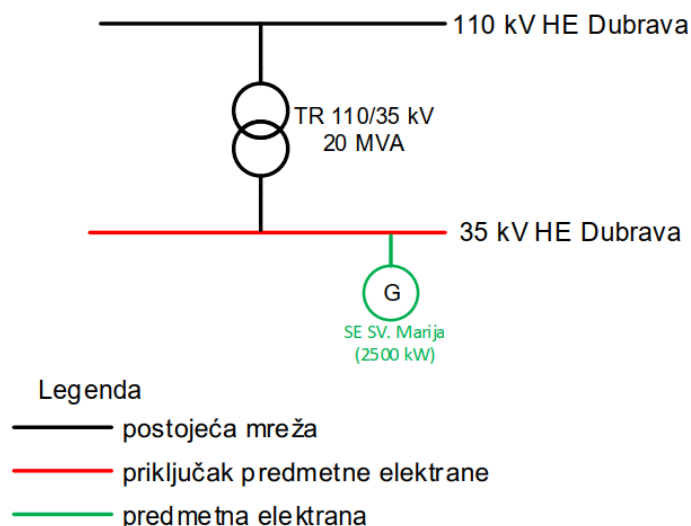 110 kV HE Dubrava
TR 110/35 kV
20 MVA
35 kV HE Dubrava
G
SE SV. Marija
(2500 kW)
Legenda
postojeća mreža
priključak predmetne elektrane
predmetna elektrana